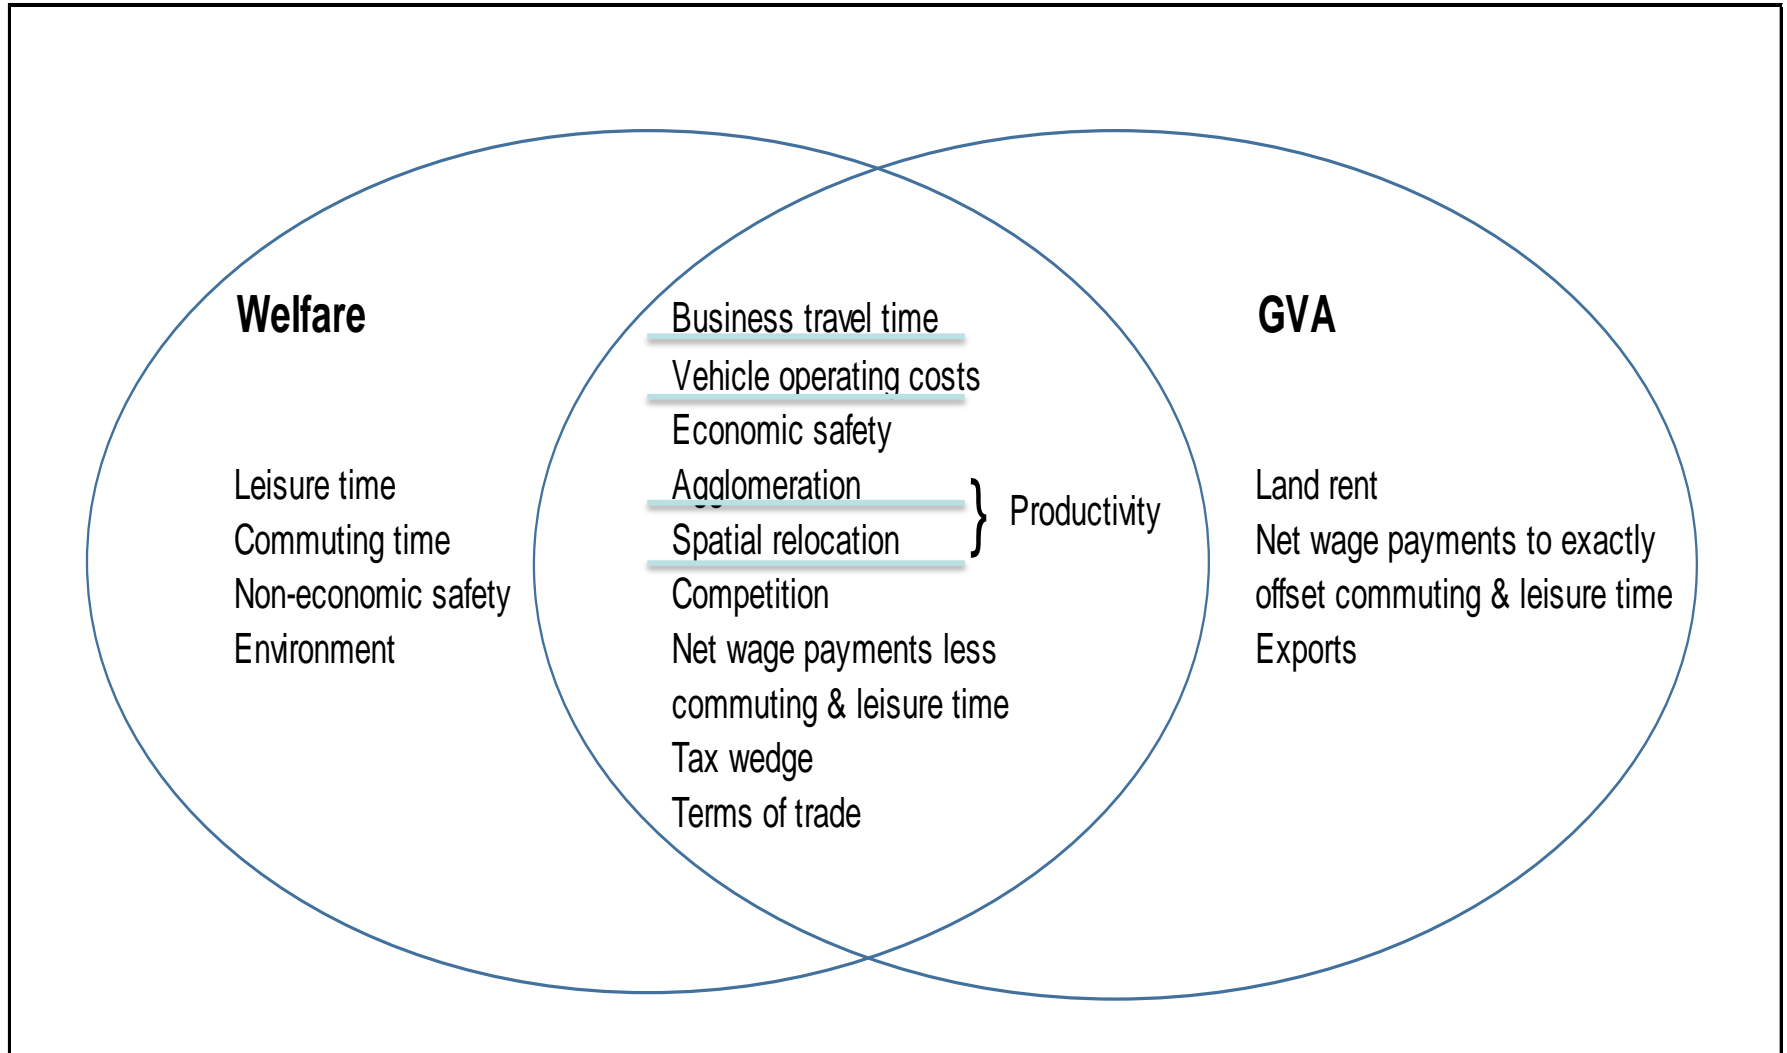 Welfare
Leisure time
Commuting time
Non-economic safety
Environment
Business travel time
Vehicle operating costs
Economic safety
Agglomeration
Spatial relocation
} Productivity
Competition
Net wage payments less
commuting & leisure time
Tax wedge
Terms of trade
GVA
Land rent
Net wage payments to exactly
offset commuting & leisure time
Exports